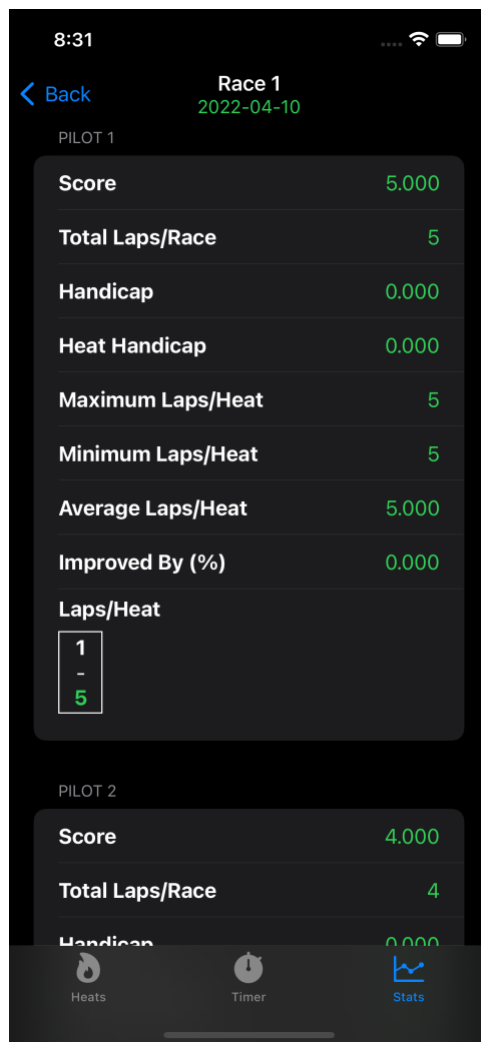 8:31
Back
Race 1
2022-04-10
PILOT 1
Score 5.000
Total Laps/Race 5
Handicap 0.000
Heat Handicap 0.000
Maximum Laps/Heat 5
Minimum Laps/Heat 5
Average Laps/Heat 5.000
Improved By (%) 0.000
Laps/Heat
1
-
5
PILOT 2
Score 4.000
Total Laps/Race 4
Handicap 0.000
Heats Timer Stats